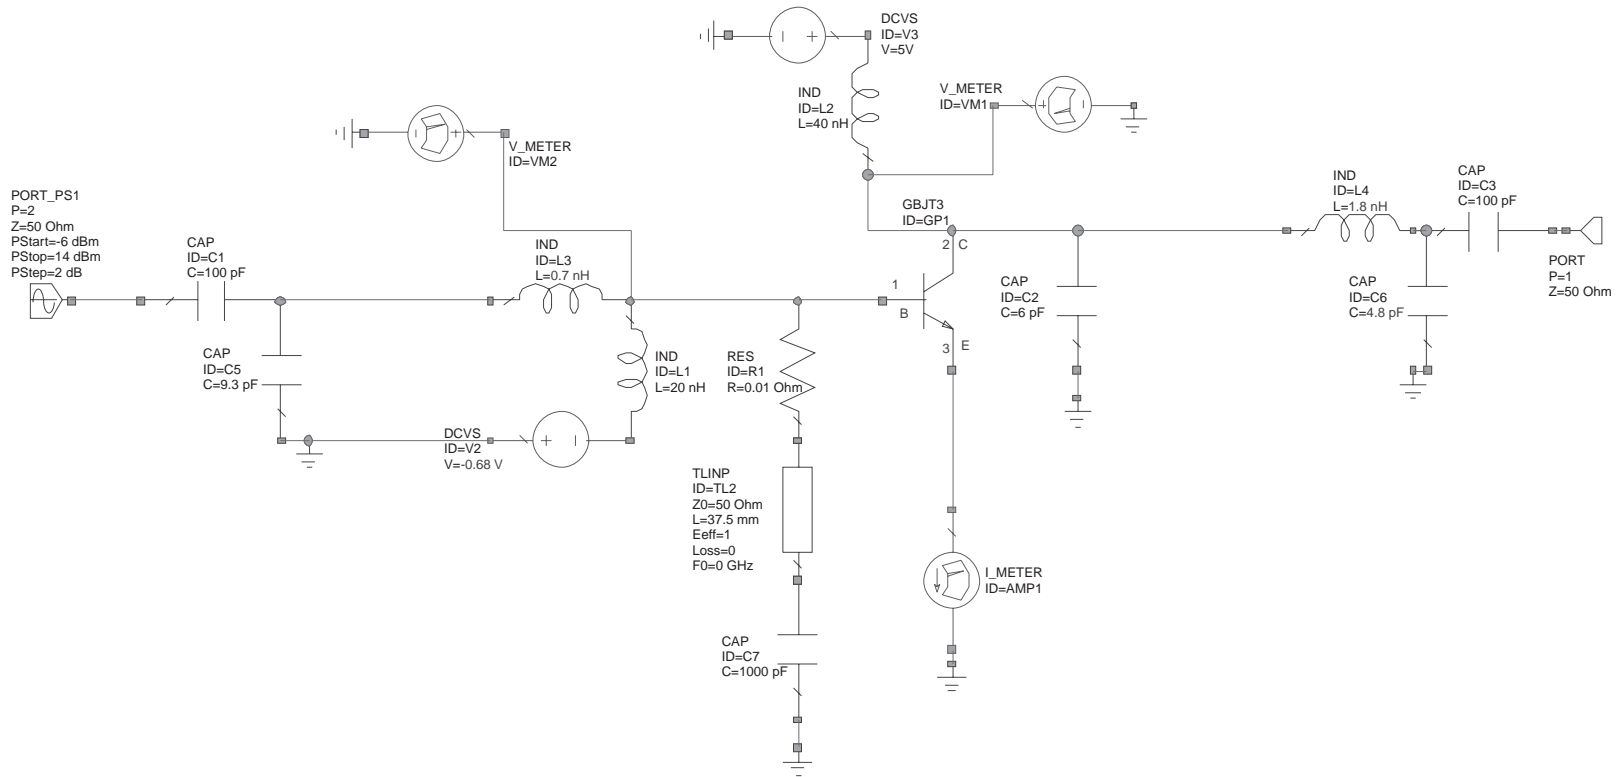 DCVS
ID=V3
V=5V
IND
ID=L2
L=40 nH
V_METER
ID=VM1
V_METER
ID=VM2
PORT_PS1
P=2
Z=50 Ohm
PStart=-6 dBm
PStop=14 dBm
PStep=2 dB
CAP
ID=C1
C=100 pF
IND
ID=L3
L=0.7 nH
GBJT3
ID=GP1
2
C
1
B
3
E
IND
ID=L4
L=1.8 nH
CAP
ID=C3
C=100 pF
PORT
P=1
Z=50 Ohm
CAP
ID=C2
C=6 pF
CAP
ID=C6
C=4.8 pF
CAP
ID=C5
C=9.3 pF
IND
ID=L1
L=20 nH
RES
ID=R1
R=0.01 Ohm
DCVS
ID=V2
V=-0.68 V
TLINP
ID=TL2
Z0=50 Ohm
L=37.5 mm
Eeff=1
Loss=0
F0=0 GHz
I_METER
ID=AMP1
CAP
ID=C7
C=1000 pF